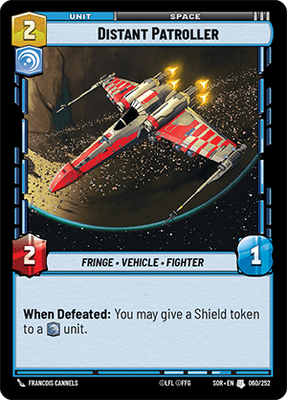 UNIT SPACE
2 DISTANT PATROLLER
2 1
FRINGE • VEHICLE • FIGHTER
When Defeated: You may give a Shield token
to a unit.
FRANCOIS CANNELS ©LFL ©FFG SOR • EN U 060/252